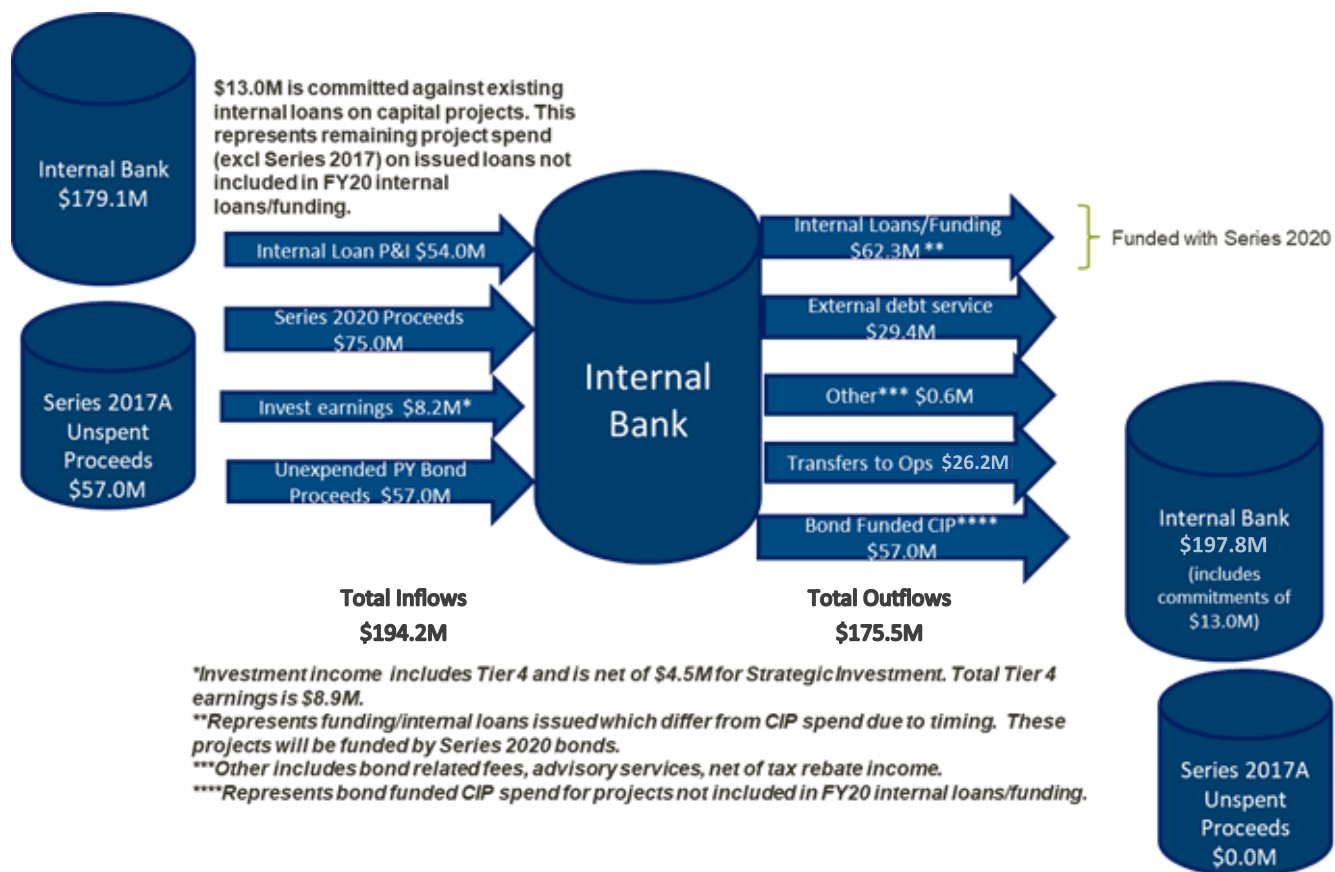 Internal Bank
$179.1M
$13.0M is committed against existing
internal loans on capital projects. This
represents remaining project spend
(excl Series 2017) on issued loans not
included in FY20 internal
loans/funding.
Series 2017A
Unspent
Proceeds
$57.0M
Internal Loan P&I $54.0M
Series 2020 Proceeds
$75.0M
Invest earnings $8.2M*
Unexpended PY Bond
Proceeds $57.0M
Internal
Bank
Internal Loans/Funding
$62.3M **
Funded with Series 2020
External debt service
$29.4M
Other*** $0.6M
Transfers to Ops $26.2M
Bond Funded CIP****
$57.0M
Internal Bank
$197.8M
(includes
commitments of
$13.0M)
Total Inflows
$194.2M
Total Outflows
$175.5M
*Investment income includes Tier 4 and is net of $4.5M for Strategic Investment. Total Tier 4
earnings is $8.9M.
**Represents funding/internal loans issued which differ from CIP spend due to timing. These
projects will be funded by Series 2020 bonds.
***Other includes bond related fees, advisory services, net of tax rebate income.
****Represents bond funded CIP spend for projects not included in FY20 internal loans/funding.
Series 2017A
Unspent
Proceeds
$0.0M